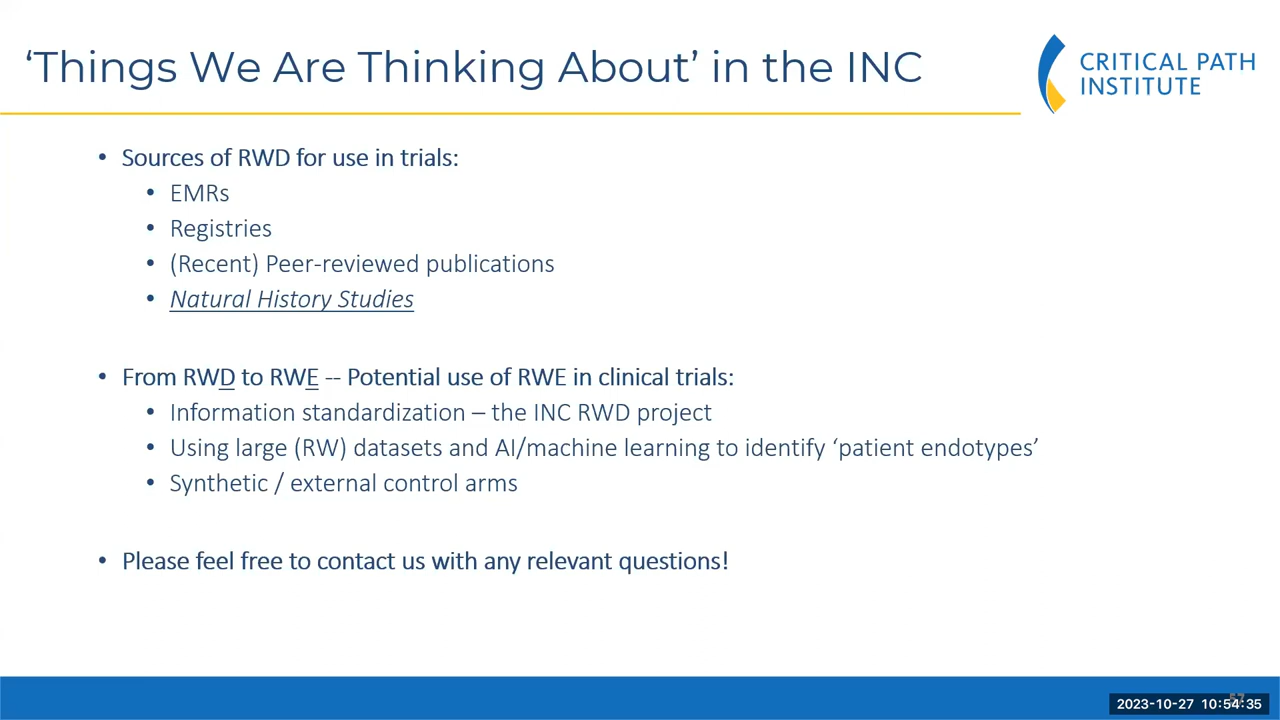 ‘Things We Are Thinking About’ in the INC
CRITICAL PATH
INSTITUTE
• Sources of RWD for use in trials:
• EMRs
• Registries
• (Recent) Peer-reviewed publications
• Natural History Studies
• From RWD to RWE -- Potential use of RWE in clinical trials:
• Information standardization – the INC RWD project
• Using large (RW) datasets and AI/machine learning to identify ‘patient endotypes’
• Synthetic / external control arms
• Please feel free to contact us with any relevant questions!
57
2023-10-27 10:54:35